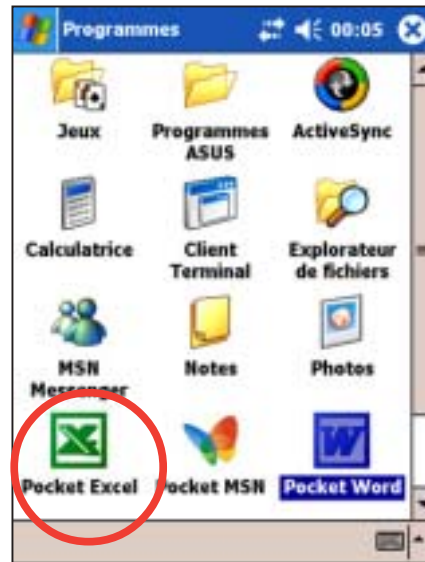 Programmes 00:05
Jeux Programmes ASUS ActiveSync
Calculatrice Client Terminal Explorateur de fichiers
MSN Messenger Notes Photos
Pocket Excel Pocket MSN Pocket Word